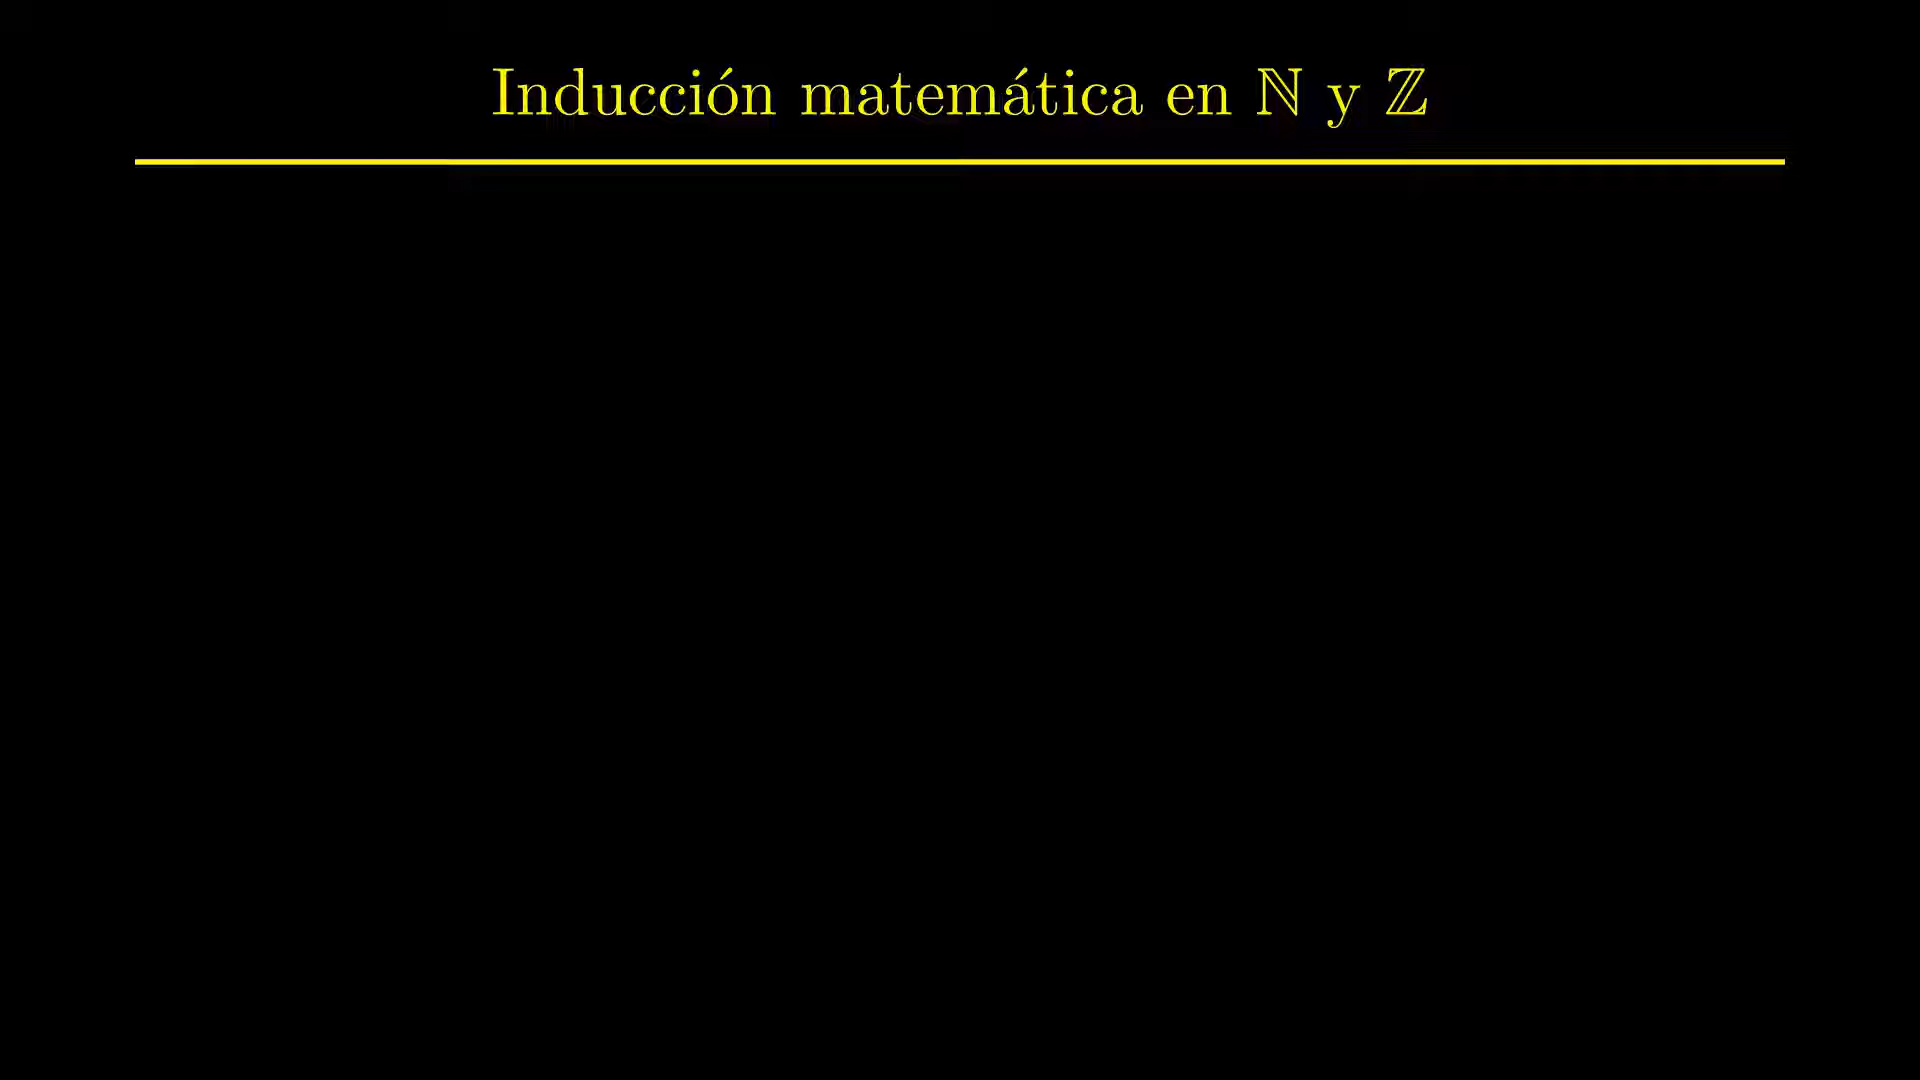 Inducción matemática en ℕ y ℤ